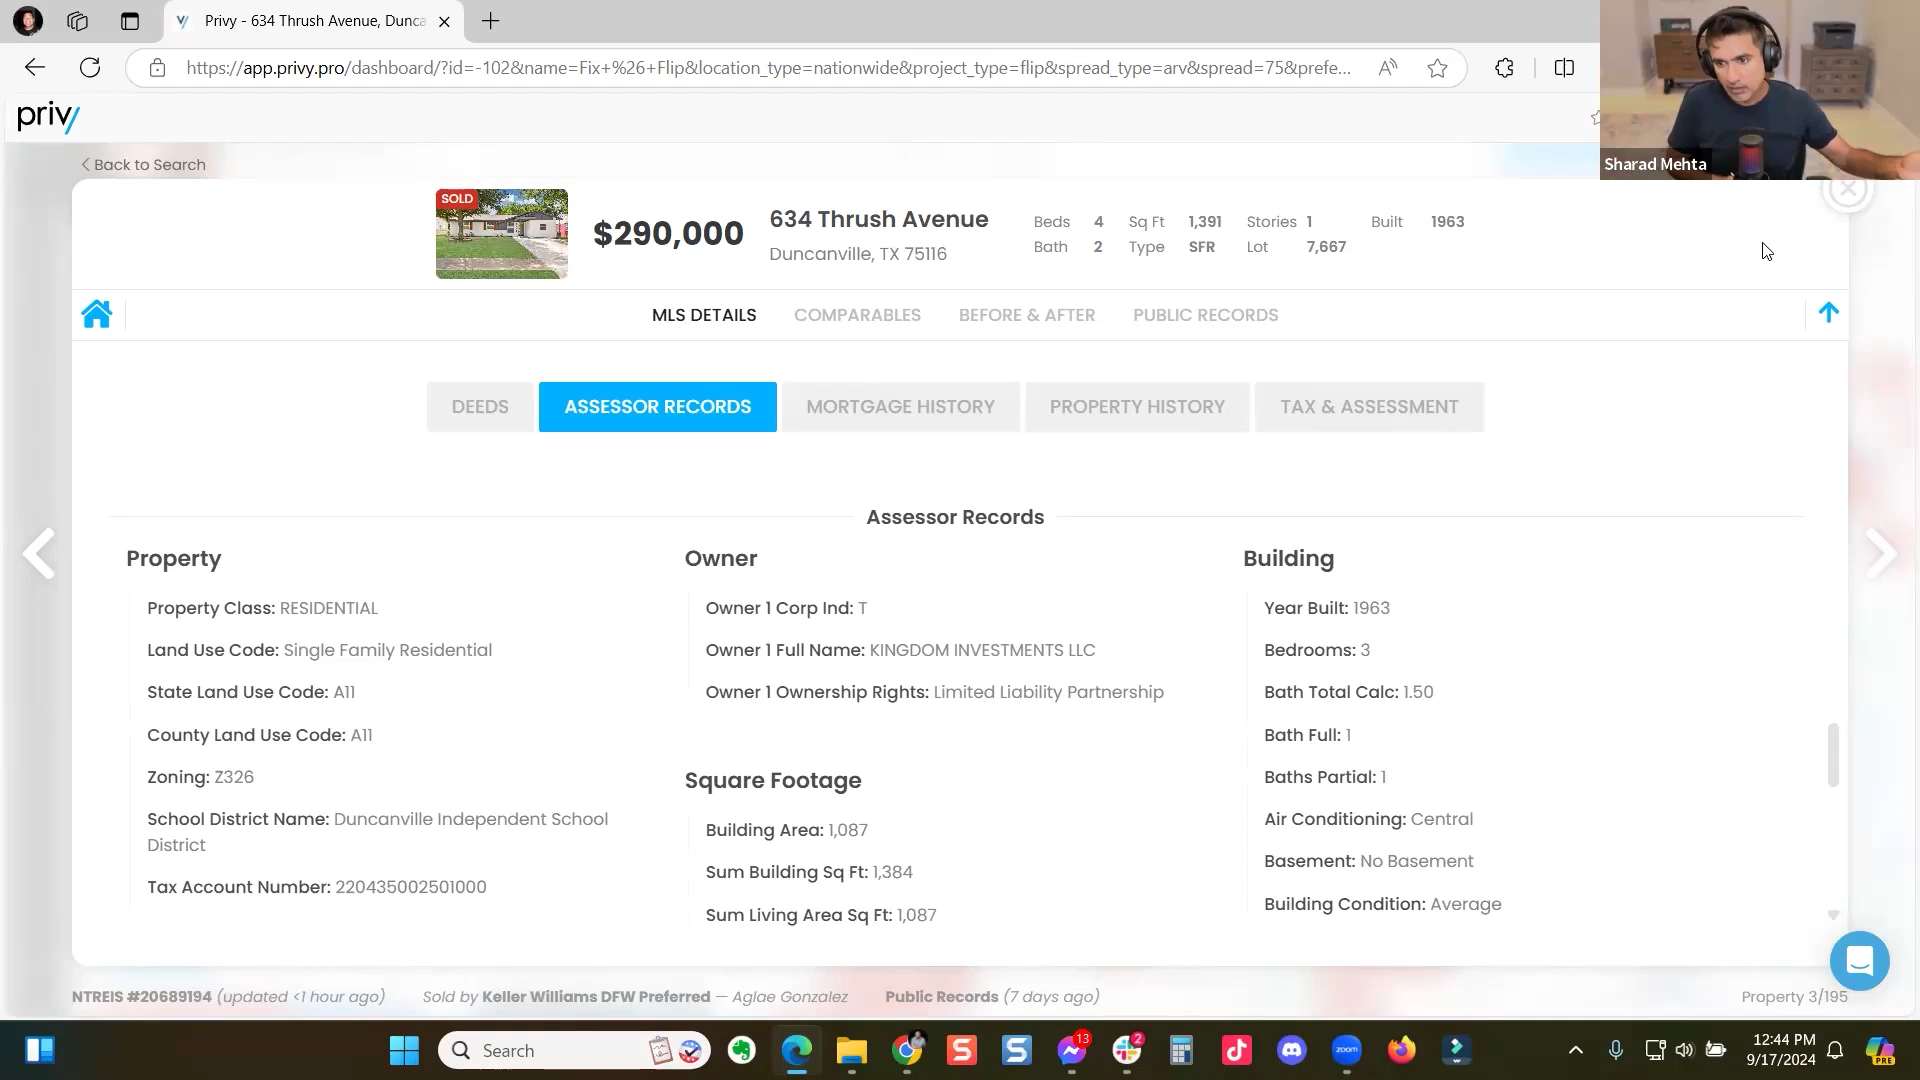 Privy - 634 Thrush Avenue, Dunca
https://app.privy.pro/dashboard/?id=-102&name=Fix+%26+Flip&location_type=nationwide&project_type=flip&spread_type=arv&spread=75&prefe...
privy
Sharad Mehta
Back to Search
SOLD
$290,000
634 Thrush Avenue
Duncanville, TX 75116
Beds 4 Sq Ft 1,391 Stories 1 Built 1963
Bath 2 Type SFR Lot 7,667
MLS DETAILS COMPARABLES BEFORE & AFTER PUBLIC RECORDS
DEEDS ASSESSOR RECORDS MORTGAGE HISTORY PROPERTY HISTORY TAX & ASSESSMENT
Assessor Records
Property
Property Class: RESIDENTIAL
Land Use Code: Single Family Residential
State Land Use Code: A11
County Land Use Code: A11
Zoning: Z326
School District Name: Duncanville Independent School
District
Tax Account Number: 220435002501000
Owner
Owner 1 Corp Ind: T
Owner 1 Full Name: KINGDOM INVESTMENTS LLC
Owner 1 Ownership Rights: Limited Liability Partnership
Square Footage
Building Area: 1,087
Sum Building Sq Ft: 1,384
Sum Living Area Sq Ft: 1,087
Building
Year Built: 1963
Bedrooms: 3
Bath Total Calc: 1.50
Bath Full: 1
Baths Partial: 1
Air Conditioning: Central
Basement: No Basement
Building Condition: Average
NTREIS #20689194 (updated <1 hour ago) Sold by Keller Williams DFW Preferred — Aglae Gonzalez Public Records (7 days ago) Property 3/195
Search
13
2
zoom
12:44 PM
9/17/2024
PRE